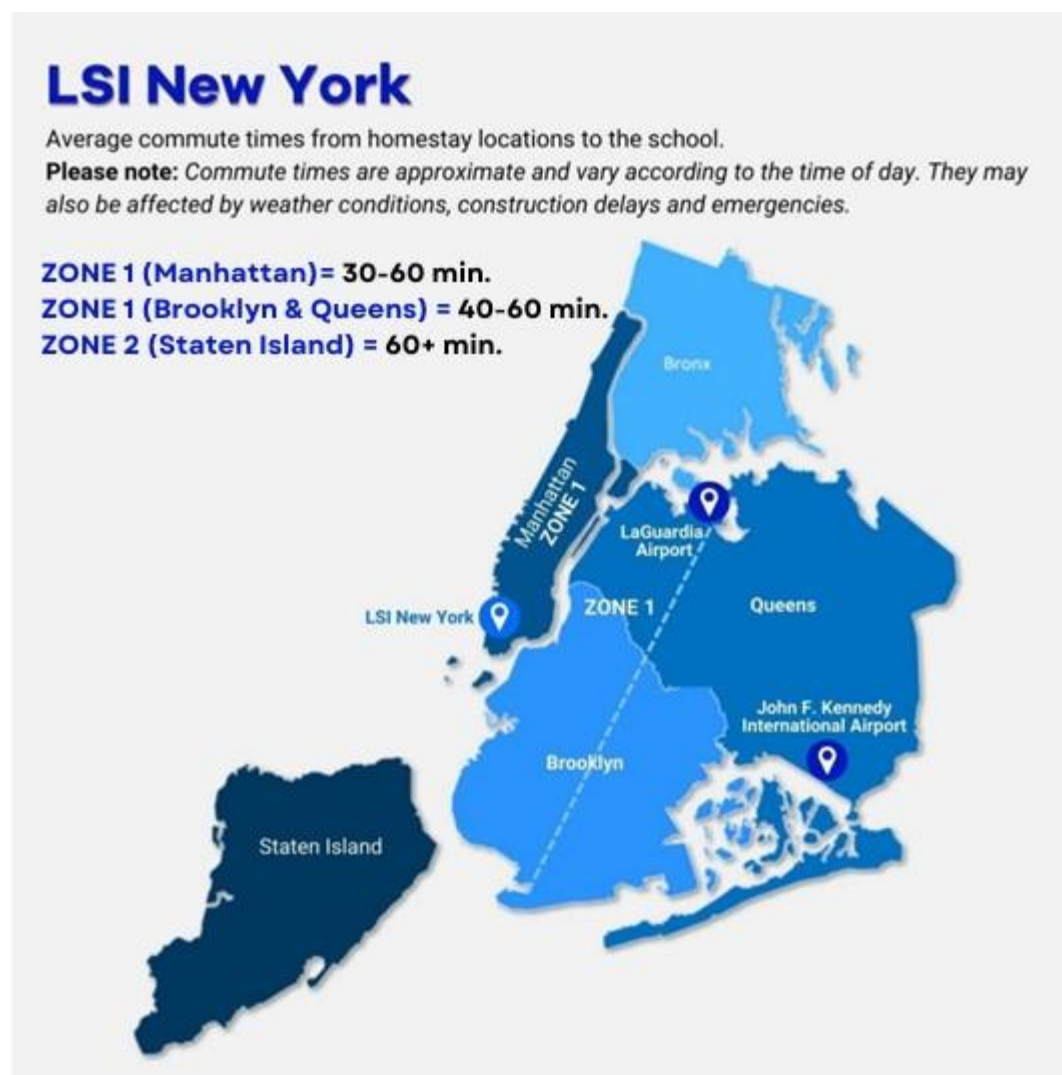 LSI New York
Average commute times from homestay locations to the school.
Please note: Commute times are approximate and vary according to the time of day. They may
also be affected by weather conditions, construction delays and emergencies.
ZONE 1 (Manhattan)= 30-60 min.
ZONE 1 (Brooklyn & Queens) = 40-60 min.
ZONE 2 (Staten Island) = 60+ min.
Bronx
Manhattan
ZONE 1
LaGuardia
Airport
ZONE 1
Queens
LSI New York
John F. Kennedy
International Airport
Brooklyn
Staten Island